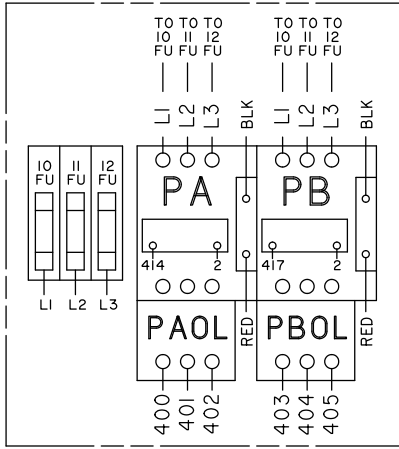 TO TO TO TO TO TO
10 11 12 10 11 12
FU FU FU FU FU FU
L1 L2 L3 BLK L1 L2 L3 BLK
10 11 12
FU FU FU
PA PB
414 2 417 2
L1 L2 L3
PAOL RED PBOL RED
400 401 402 403 404 405